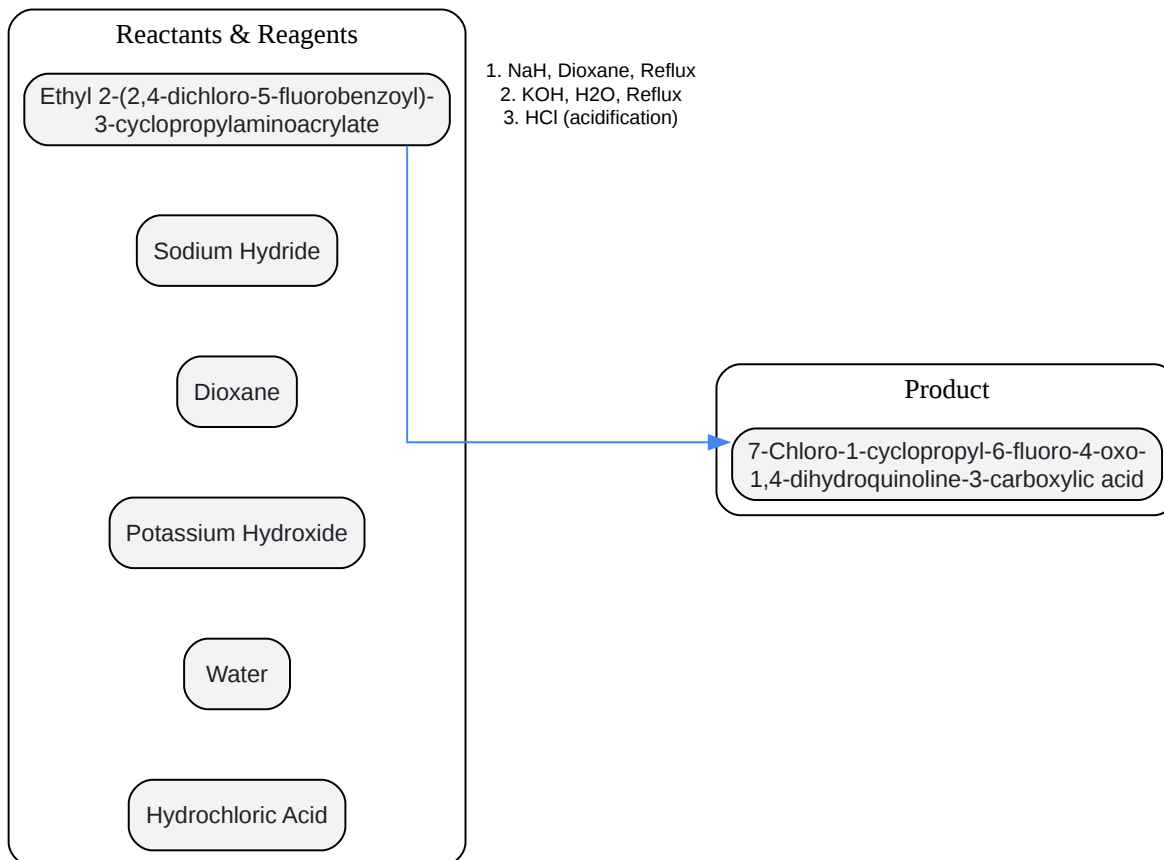 Reactants & Reagents
Ethyl 2-(2,4-dichloro-5-fluorobenzoyl)-
3-cyclopropylaminoacrylate
1. NaH, Dioxane, Reflux
2. KOH, H2O, Reflux
3. HCl (acidification)
Sodium Hydride
Dioxane
Product
7-Chloro-1-cyclopropyl-6-fluoro-4-oxo-
1,4-dihydroquinoline-3-carboxylic acid
Potassium Hydroxide
Water
Hydrochloric Acid